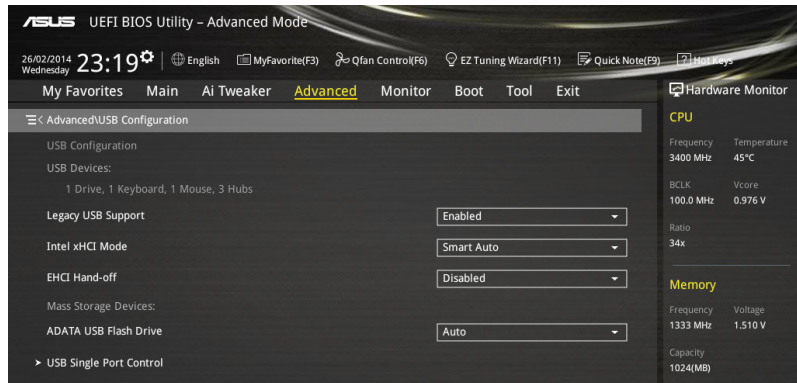 ASUS UEFI BIOS Utility – Advanced Mode
26/02/2014 Wednesday 23:19 English MyFavorite(F3) Qfan Control(F6) EZ Tuning Wizard(F11) Quick Note(F9) ? Hot Keys
My Favorites Main Ai Tweaker Advanced Monitor Boot Tool Exit
Advanced\USB Configuration
USB Configuration
USB Devices:
1 Drive, 1 Keyboard, 1 Mouse, 3 Hubs
Legacy USB Support Enabled
Intel xHCI Mode Smart Auto
EHCI Hand-off Disabled
Mass Storage Devices:
ADATA USB Flash Drive Auto
USB Single Port Control
Hardware Monitor
CPU
Frequency Temperature
3400 MHz 45°C
BCLK Vcore
100.0 MHz 0.976 V
Ratio
34x
Memory
Frequency Voltage
1333 MHz 1.510 V
Capacity
1024(MB)